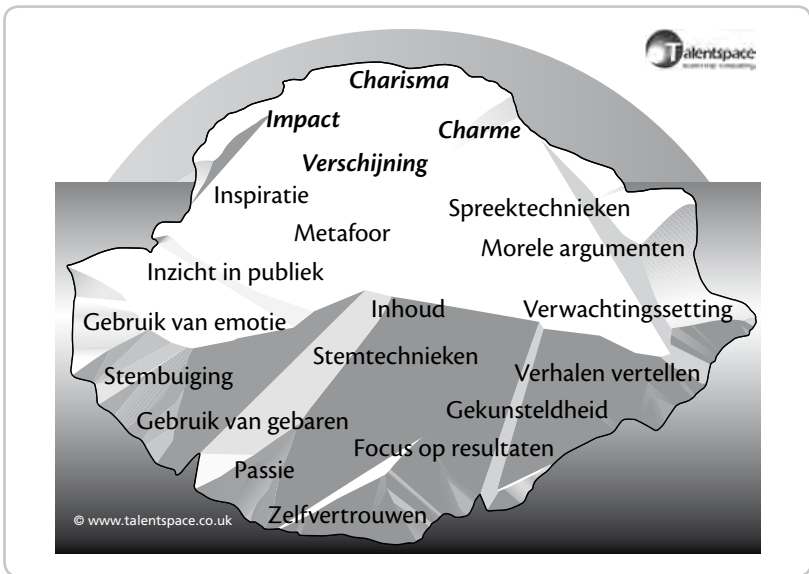 Talentspace
Charisma
Impact
Charme
Verschijning
Inspiratie
Spreektechnieken
Metafoor
Morele argumenten
Inzicht in publiek
Inhoud
Verwachtingssetting
Gebruik van emotie
Stemtechnieken
Verhalen vertellen
Stembuiging
Gekunsteldheid
Gebruik van gebaren
Focus op resultaten
Passie
Zelfvertrouwen
© www.talentspace.co.uk